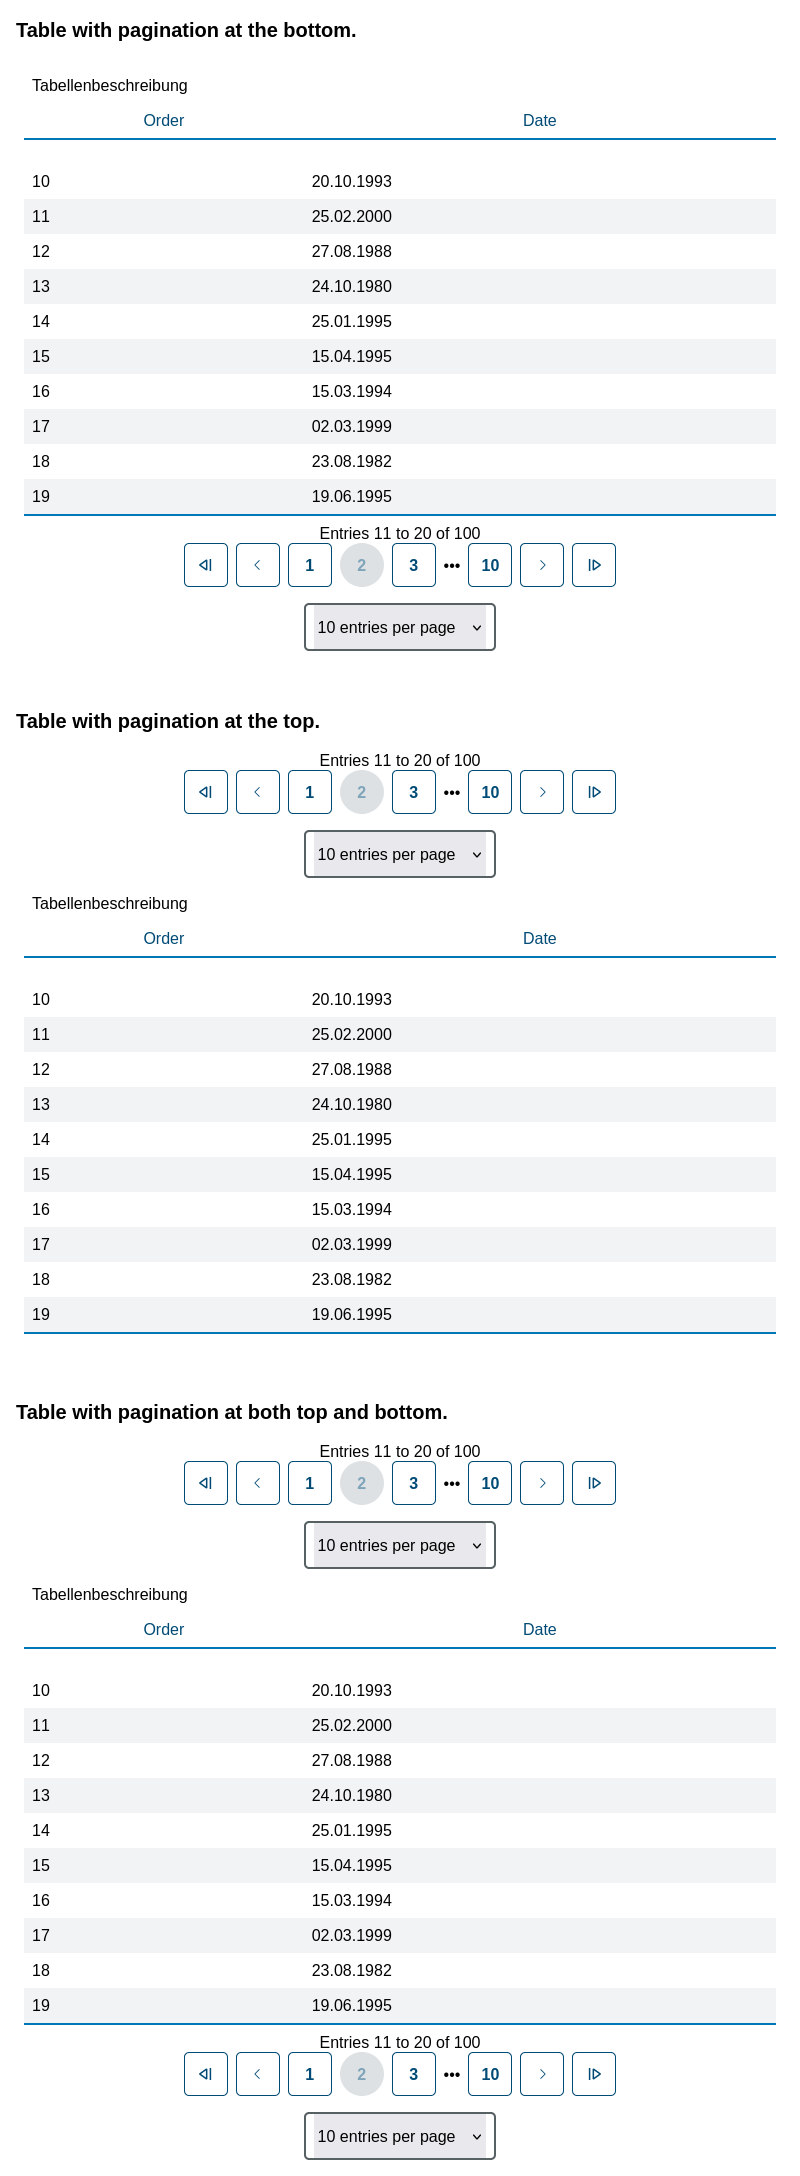 Table with pagination at the bottom.
Tabellenbeschreibung
Order Date
10 20.10.1993
11 25.02.2000
12 27.08.1988
13 24.10.1980
14 25.01.1995
15 15.04.1995
16 15.03.1994
17 02.03.1999
18 23.08.1982
19 19.06.1995
Entries 11 to 20 of 100
1 2 3 ••• 10
10 entries per page
Table with pagination at the top.
Entries 11 to 20 of 100
1 2 3 ••• 10
10 entries per page
Tabellenbeschreibung
Order Date
10 20.10.1993
11 25.02.2000
12 27.08.1988
13 24.10.1980
14 25.01.1995
15 15.04.1995
16 15.03.1994
17 02.03.1999
18 23.08.1982
19 19.06.1995
Table with pagination at both top and bottom.
Entries 11 to 20 of 100
1 2 3 ••• 10
10 entries per page
Tabellenbeschreibung
Order Date
10 20.10.1993
11 25.02.2000
12 27.08.1988
13 24.10.1980
14 25.01.1995
15 15.04.1995
16 15.03.1994
17 02.03.1999
18 23.08.1982
19 19.06.1995
Entries 11 to 20 of 100
1 2 3 ••• 10
10 entries per page